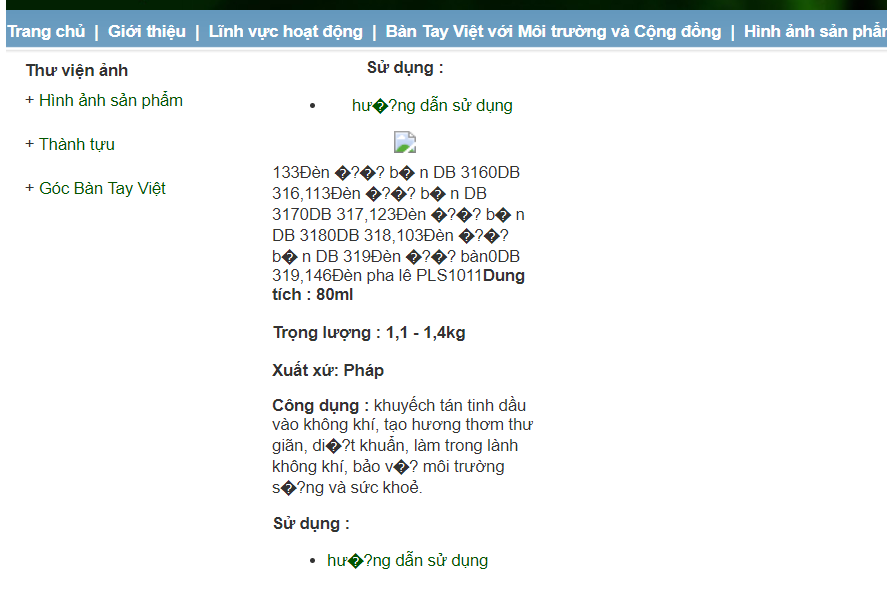 Trang chủ | Giới thiệu | Lĩnh vực hoạt động | Bàn Tay Việt với Môi trường và Cộng đồng | Hình ảnh sản phẩm
Thư viện ảnh
+ Hình ảnh sản phẩm
+ Thành tựu
+ Góc Bàn Tay Việt
Sử dụng :
• hư�?ng dẫn sử dụng
133Đèn �?�? b� n DB 3160DB
316,113Đèn �?�? b� n DB
3170DB 317,123Đèn �?�? b� n
DB 3180DB 318,103Đèn �?�?
b� n DB 319Đèn �?�? bàn0DB
319,146Đèn pha lê PLS1011Dung
tích : 80ml
Trọng lượng : 1,1 - 1,4kg
Xuất xứ: Pháp
Công dụng : khuyếch tán tinh dầu
vào không khí, tạo hương thơm thư
giãn, di�?t khuẩn, làm trong lành
không khí, bảo v�? môi trường
s�?ng và sức khoẻ.
Sử dụng :
• hư�?ng dẫn sử dụng